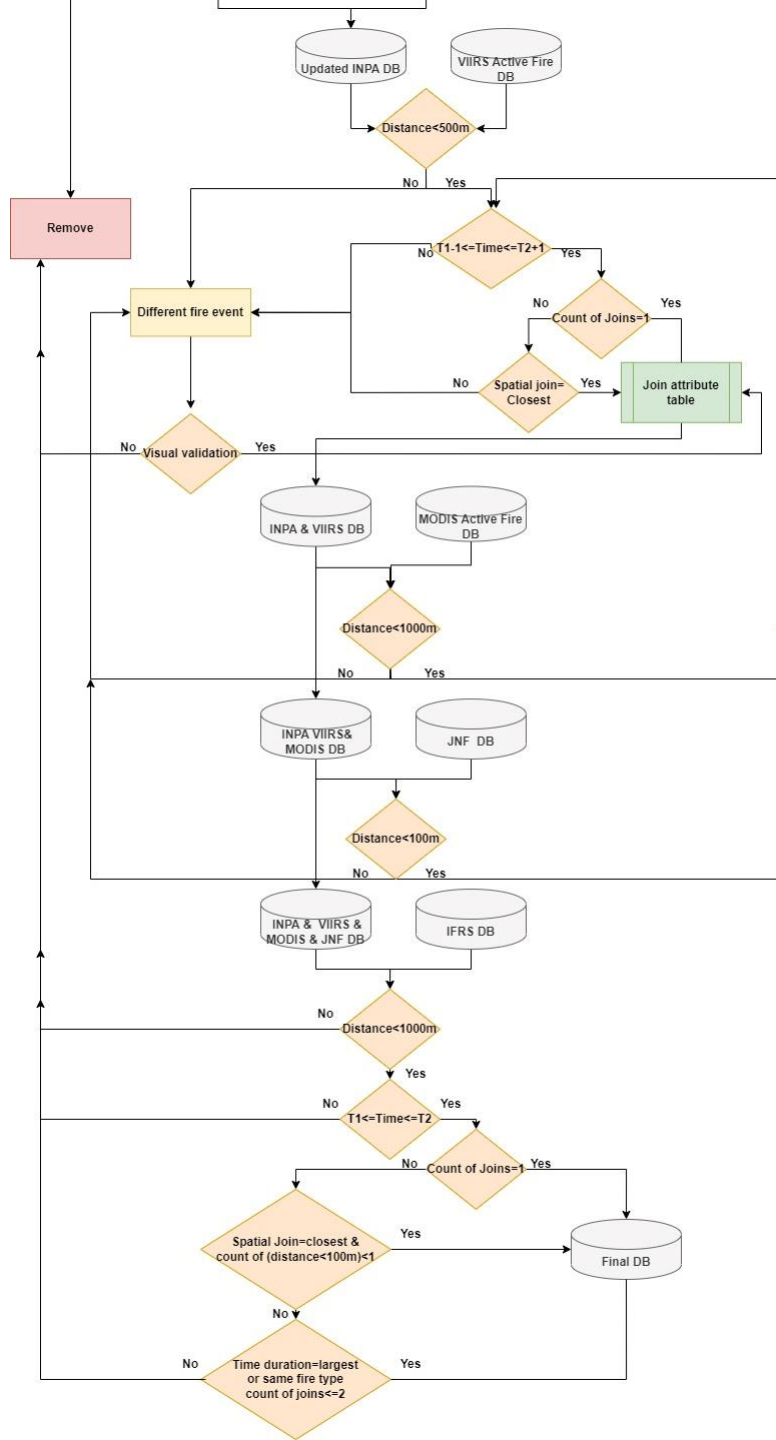 Updated INPA DB
VIIRS Active Fire
DB
Distance<500m
No
Yes
Remove
T1-1<=Time<=T2+1
No
Yes
Different fire event
No
Count of Joins=1
Yes
No
Spatial join=
Closest
Yes
Join attribute
table
No
Visual validation
Yes
INPA & VIIRS DB
MODIS Active Fire
DB
Distance<1000m
No
Yes
INPA VIIRS&
MODIS DB
JNF DB
Distance<100m
No
Yes
INPA & VIIRS &
MODIS & JNF DB
IFRS DB
No
Distance<1000m
Yes
No
T1<=Time<=T2
Yes
No
Count of Joins=1
Yes
Spatial Join=closest &
count of (distance<100m)<1
Yes
Final DB
No
No
Time duration=largest
or same fire type
count of joins<=2
Yes